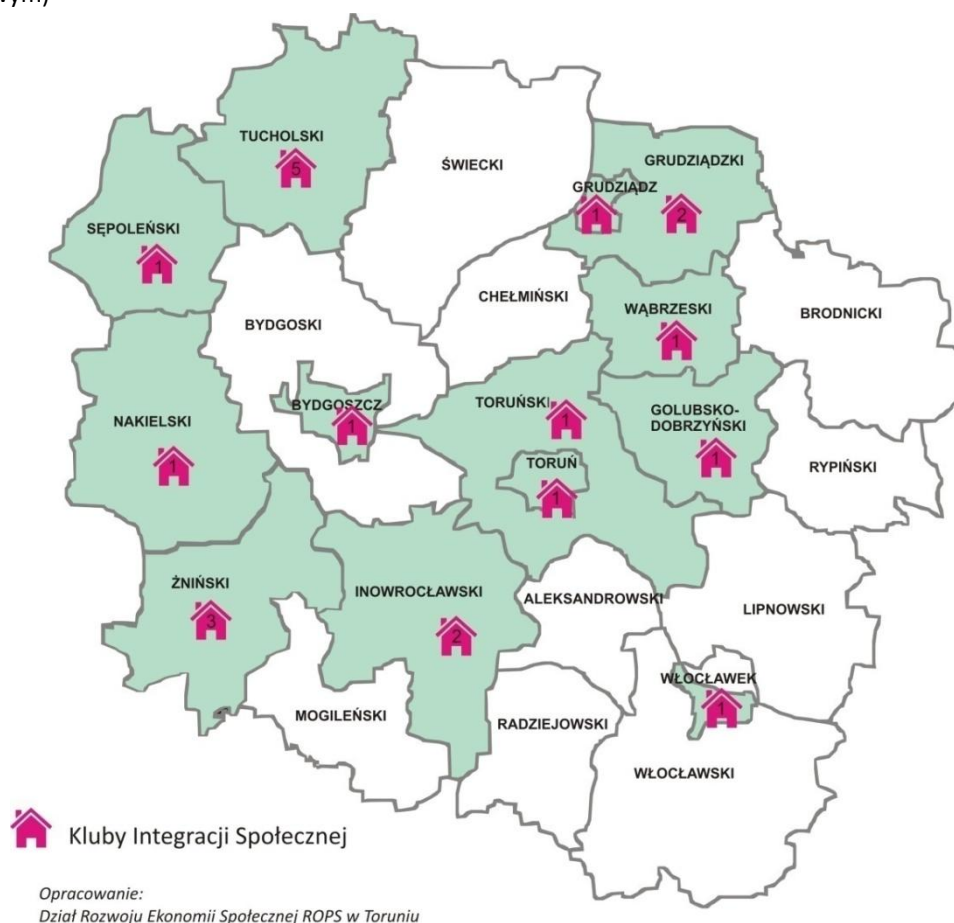 wym)
TUCHOLSKI
5
ŚWIECKI
GRUDZIĄDZKI
2
GRUDZIĄDZ
1
SĘPOLEŃSKI
1
CHEŁMIŃSKI
WĄBRZESKI
1
BRODNICKI
BYDGOSKI
BYDGOSZCZ
1
NAKIELSKI
1
TORUŃSKI
1
TORUŃ
1
GOLUBSKO-
DOBRZYŃSKI
1
RYPIŃSKI
ŻNIŃSKI
3
INOWROCŁAWSKI
2
ALEKSANDROWSKI
LIPNOWSKI
WŁOCŁAWEK
1
MOGILEŃSKI
RADZIEJOWSKI
WŁOCŁAWSKI
Kluby Integracji Społecznej
Opracowanie:
Dział Rozwoju Ekonomii Społecznej ROPS w Toruniu